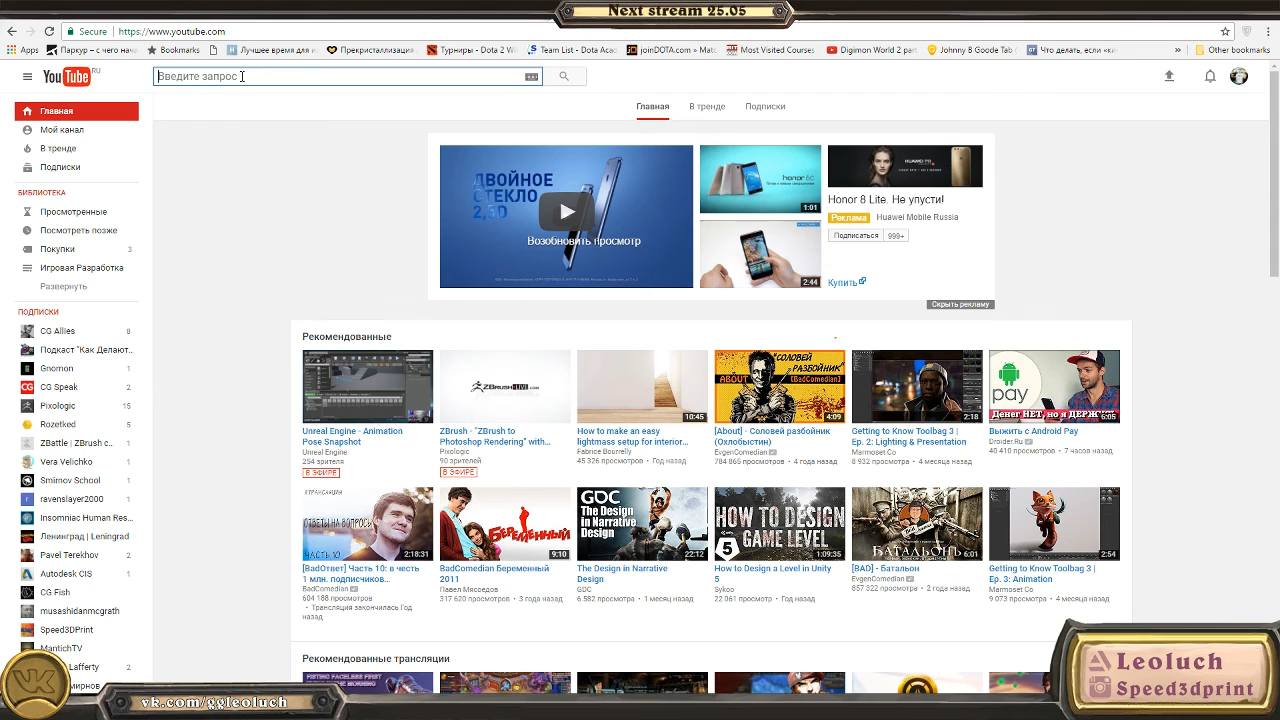 Next stream 25.05
Secure
https://www.youtube.com
Apps
Паркур – с чего нача
Bookmarks
Лучшее время для и
Прекристаллизация
Турниры - Dota 2 W
Team List - Dota Acad
joinDOTA.com » Matc
Most Visited Courses
Digimon World 2 part
Johnny B Goode Tab
Что делать, если «ки
»
Other bookmarks
YouTube RU
Введите запрос
Главная
В тренде
Подписки
Главная
Мой канал
В тренде
Подписки
БИБЛИОТЕКА
Просмотренные
Посмотреть позже
Покупки 3
Игровая Разработка
Развернуть
ПОДПИСКИ
CG Allies 8
Подкаст "Как Делают...
Gnomon 1
CG Speak 2
Pixologic 15
Rozetked 5
ZBattle | ZBrush c... 1
Vera Velichko 1
Smirnov School 1
ravenslayer2000 1
Insomniac Human Res...
Ленинград | Leningrad
Pavel Terekhov 2
Autodesk CIS 1
CG Fish
musashidanmcgrath
Speed3DPrint
MantichTV
Lafferty 2
мирнов
ДВОЙНОЕ
СТЕКЛО
2,5D
Возобновить просмотр
honor 6C
1:01
2:44
HUAWEI P10
Honor 8 Lite. Не упусти!
Реклама
Huawei Mobile Russia
Подписаться
999+
Купить
Скрыть рекламу
Рекомендованные
ZBRUSHLIVE.COM
10:45
"СОЛОВЕЙ
РАЗБОЙНИК"
ABOUT
[BadComedian]
4:09
2:18
pay
Денег НЕТ, но я ДЕРЖ
6:05
Unreal Engine - Animation
Pose Snapshot
Unreal Engine
254 зрителя
В ЭФИРЕ
ZBrush - "ZBrush to
Photoshop Rendering" with...
Pixologic
90 зрителей
В ЭФИРЕ
How to make an easy
lightmass setup for interior...
Fabrice Bourrelly
45 326 просмотров • Год назад
[About] - Соловей разбойник
(Охлобыстин)
EvgenComedian
784 865 просмотров • 4 года назад
Getting to Know Toolbag 3 |
Ep. 2: Lighting & Presentation
Marmoset Co
8 932 просмотра • 4 месяца назад
Выжить с Android Pay
Droider.Ru
40 410 просмотров • 7 часов назад
ТРАНСЛЯЦИЯ
ОТВЕТЫ НА ВОПРОСЫ
ЧАСТЬ 10
2:18:31
БЕРЕМЕННЫЙ
9:10
GDC
The Design
in Narrative
Design
22:12
HOW TO DESIGN
A GAME LEVEL
5
1:09:35
БАТАЛЬОНЪ
6:01
2:54
[BadОтвет] Часть 10: в честь
1 млн. подписчиков...
BadComedian
604 188 просмотров
• Трансляция закончилась Год
назад
BadComedian Беременный
2011
Павел Мясоедов
317 620 просмотров • 3 года назад
The Design in Narrative
Design
GDC
6 582 просмотра • 1 месяц назад
How to Design a Level in Unity
5
Sykoo
22 061 просмотр • Год назад
[BAD] - Батальон
EvgenComedian
857 322 просмотра • 2 года назад
Getting to Know Toolbag 3 |
Ep. 3: Animation
Marmoset Co
9 073 просмотра • 4 месяца назад
Рекомендованные трансляции
vk.com/ggleoluch
Leoluch
Speed3dprint